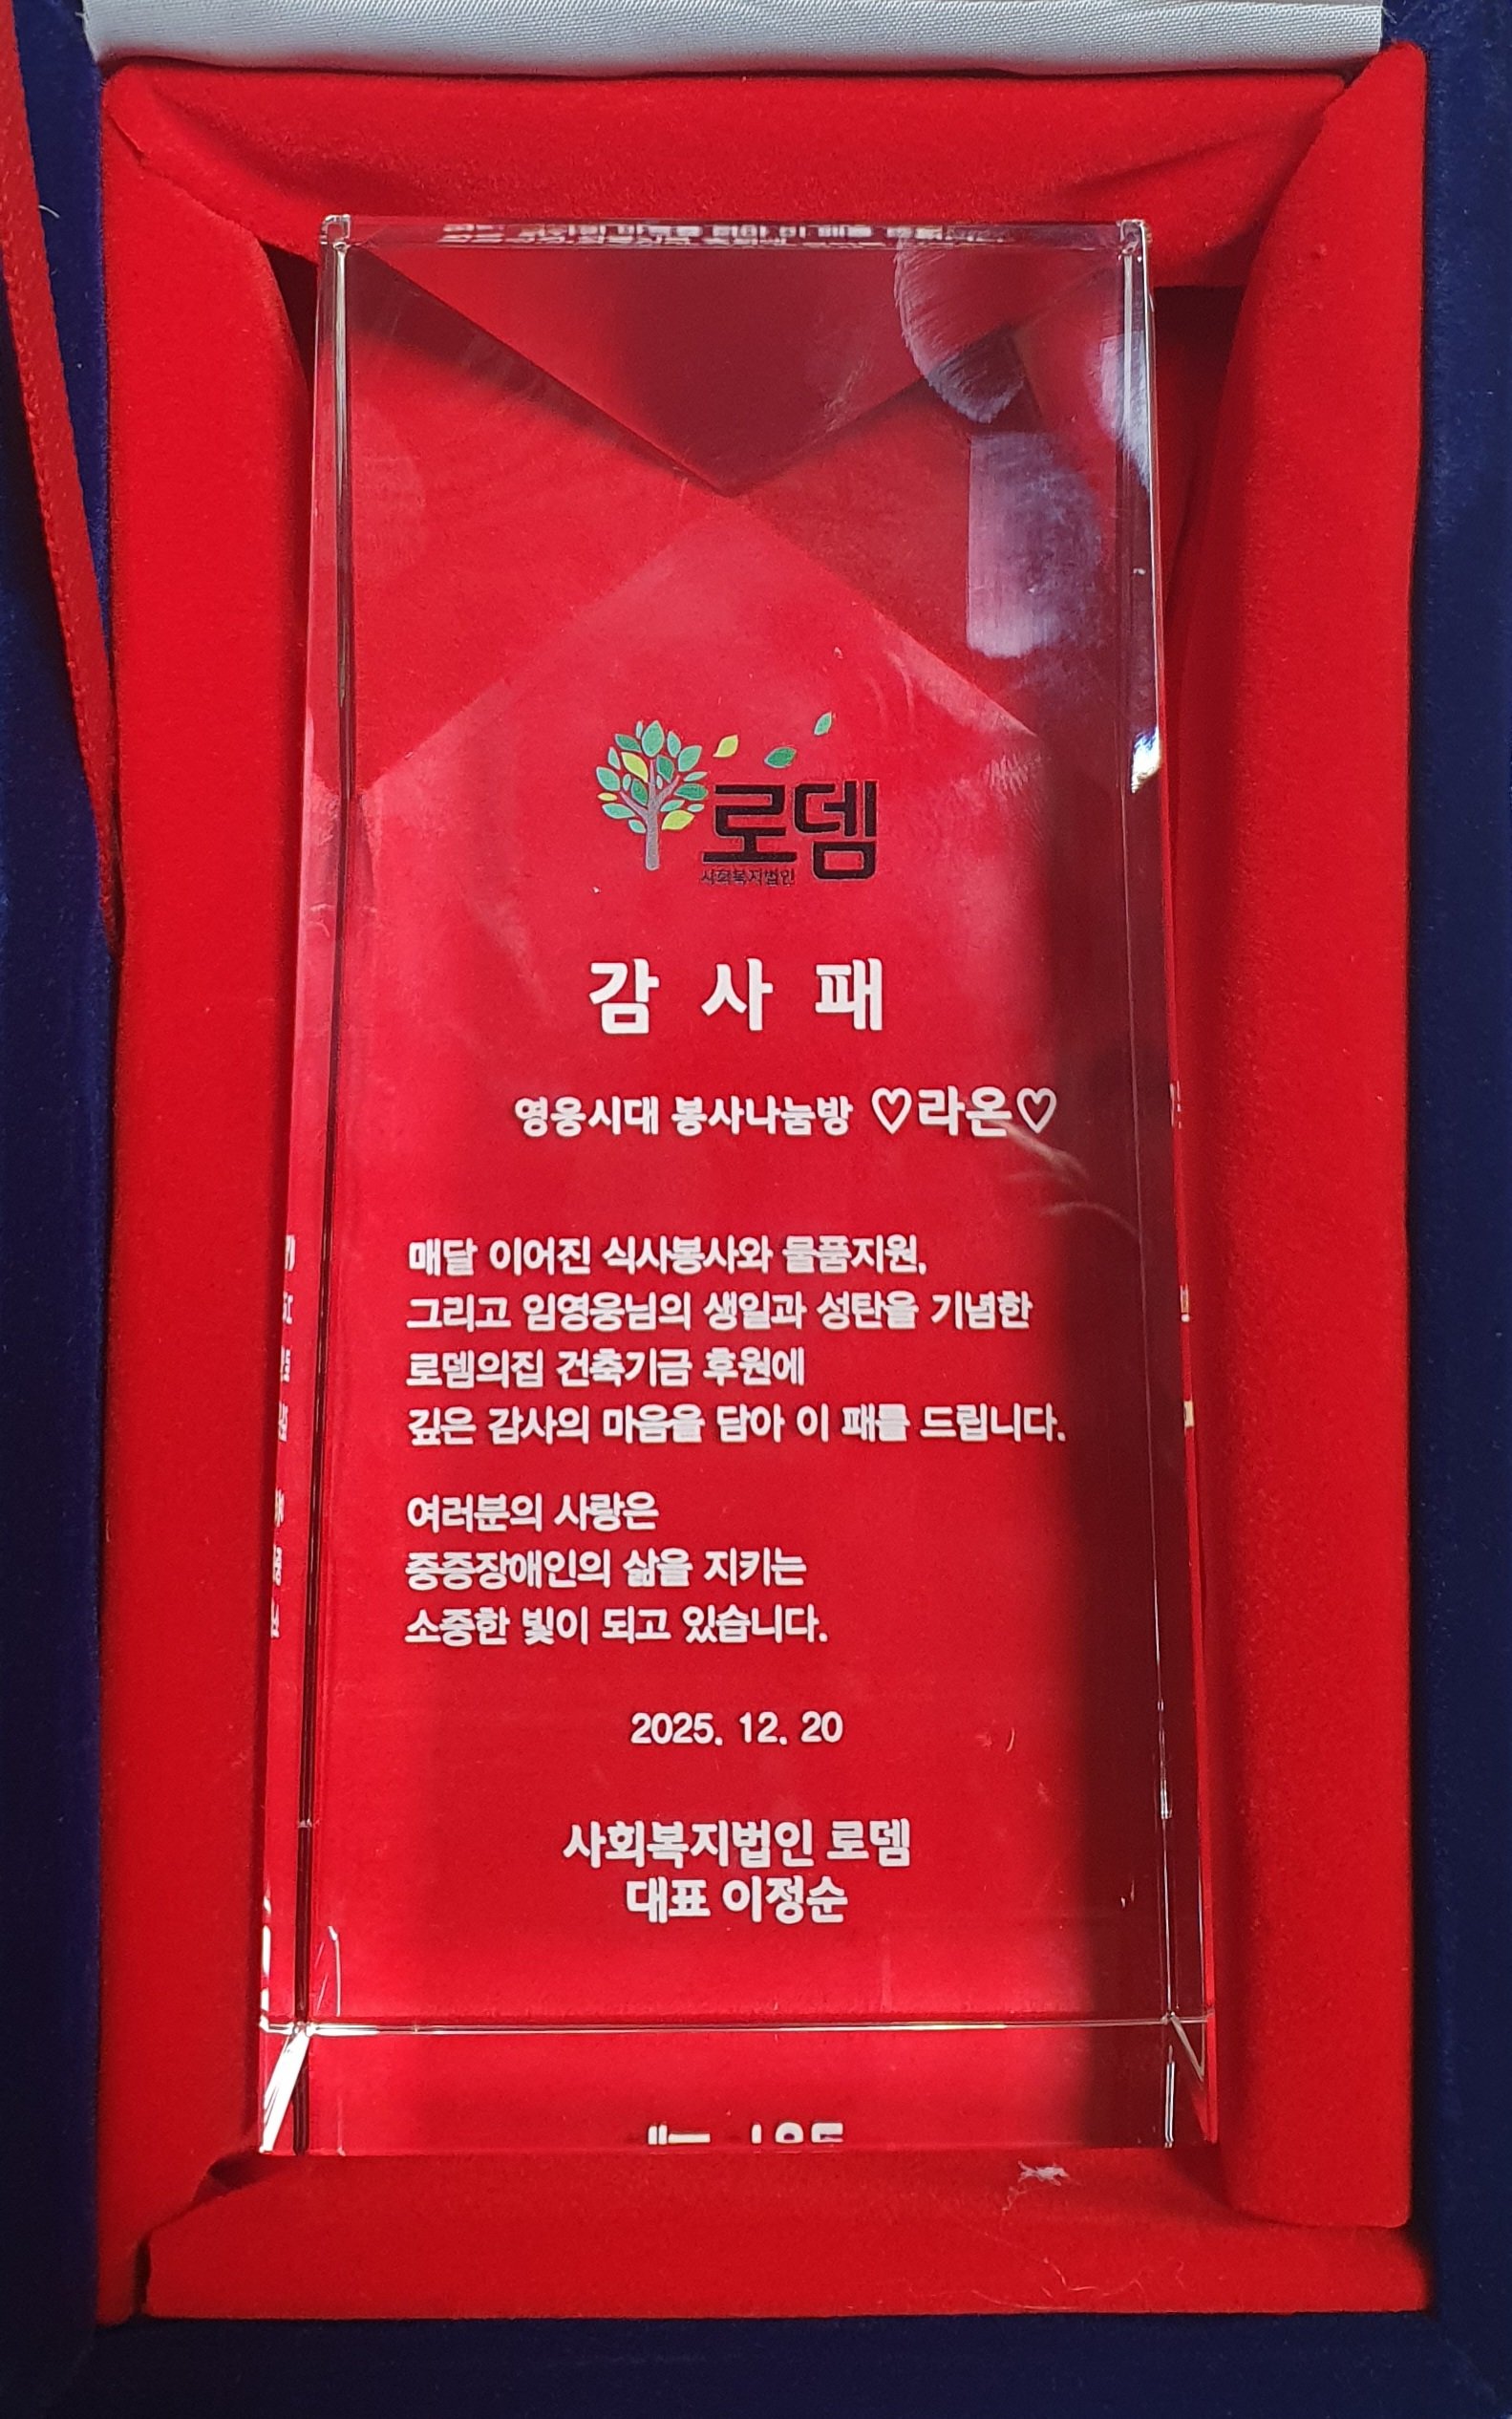 로뎀
사회복지법인
감 사 패
영웅시대 봉사나눔방 ♡라온♡
매달 이어진 식사봉사와 물품지원,
그리고 임영웅님의 생일과 성탄을 기념한
로뎀의집 건축기금 후원에
깊은 감사의 마음을 담아 이 패를 드립니다.
여러분의 사랑은
중증장애인의 삶을 지키는
소중한 빛이 되고 있습니다.
2025. 12. 20
사회복지법인 로뎀
대표 이정순